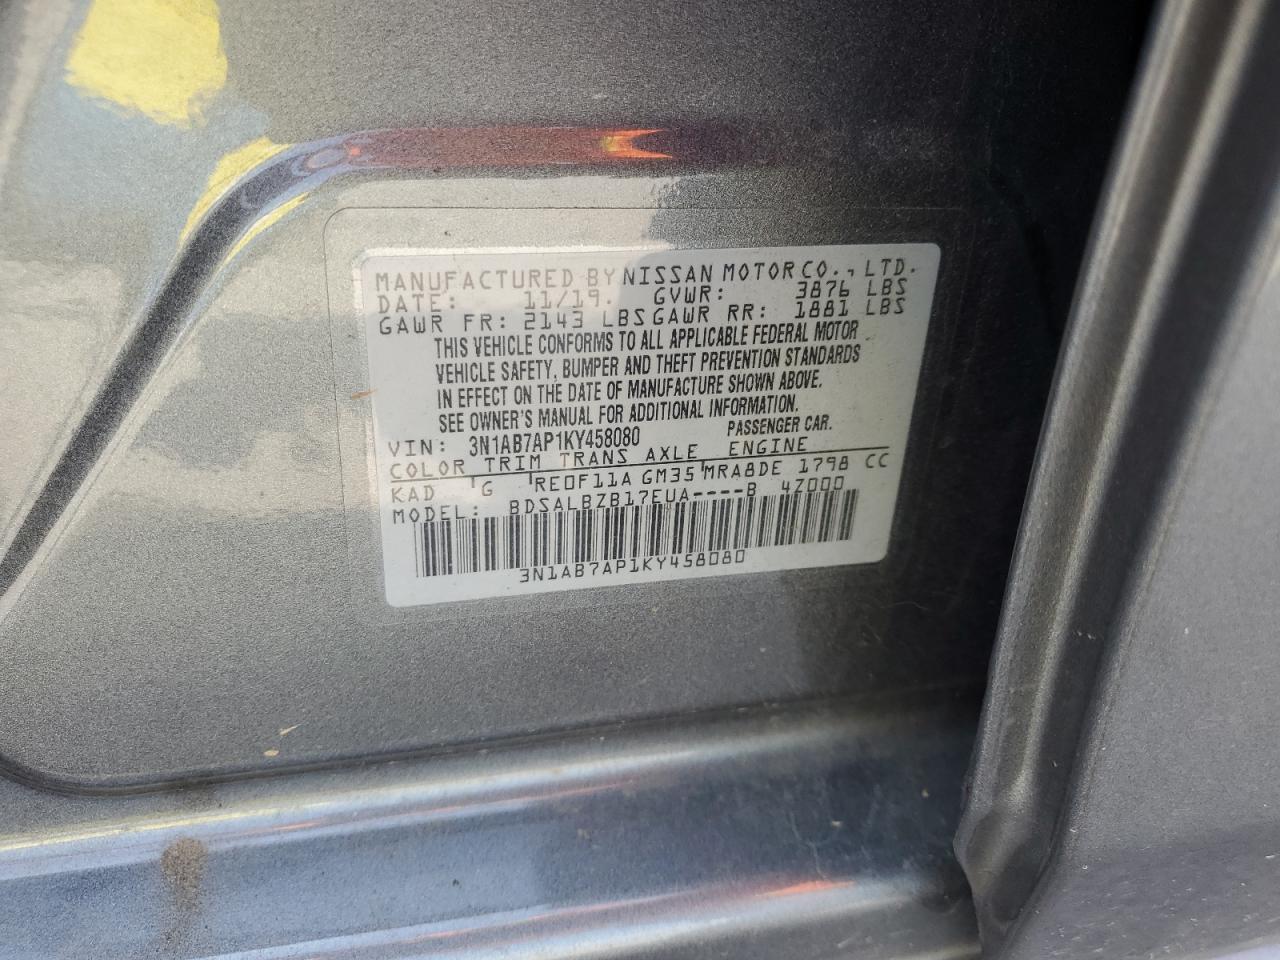 MANUFACTURED BY NISSAN MOTOR CO., LTD.
DATE: 11/19. GVWR: 3876 LBS
GAWR FR: 2143 LBS GAWR RR: 1881 LBS
THIS VEHICLE CONFORMS TO ALL APPLICABLE FEDERAL MOTOR
VEHICLE SAFETY, BUMPER AND THEFT PREVENTION STANDARDS
IN EFFECT ON THE DATE OF MANUFACTURE SHOWN ABOVE.
SEE OWNER'S MANUAL FOR ADDITIONAL INFORMATION.
VIN: 3N1AB7AP1KY458080 PASSENGER CAR.
COLOR TRIM TRANS AXLE ENGINE
KAD G RE0F11A GM35 MRA8DE 1798 CC
MODEL: BDSALBZB17EUA----B 4Z000
3N1AB7AP1KY458080